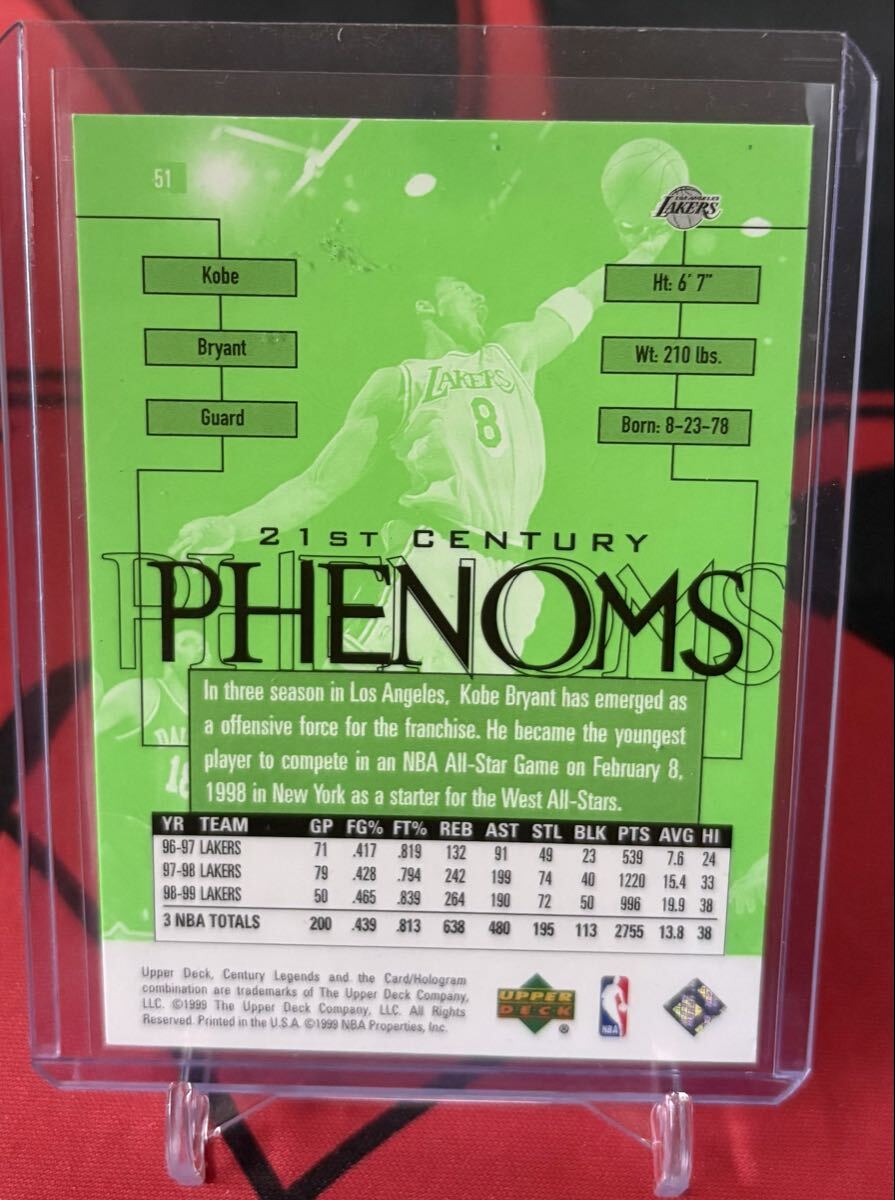 51
LOS ANGELES
LAKERS
Kobe
Bryant
Guard
Ht: 6' 7"
Wt: 210 lbs.
Born: 8-23-78
LAKERS
8
21ST CENTURY
PHENOMS
PHENOMS
DAL
In three season in Los Angeles, Kobe Bryant has emerged as
a offensive force for the franchise. He became the youngest
player to compete in an NBA All-Star Game on February 8,
1998 in New York as a starter for the West All-Stars.
YR TEAM GP FG% FT% REB AST STL BLK PTS AVG HI
96-97 LAKERS 71 .417 .819 132 91 49 23 539 7.6 24
97-98 LAKERS 79 .428 .794 242 199 74 40 1220 15.4 33
98-99 LAKERS 50 .465 .839 264 190 72 50 996 19.9 38
3 NBA TOTALS 200 .439 .813 638 480 195 113 2755 13.8 38
Upper Deck, Century Legends and the Card/Hologram
combination are trademarks of The Upper Deck Company,
LLC. ©1999 The Upper Deck Company, LLC. All Rights
Reserved. Printed in the U.S.A. ©1999 NBA Properties, Inc.
UPPER
DECK
®
NBA